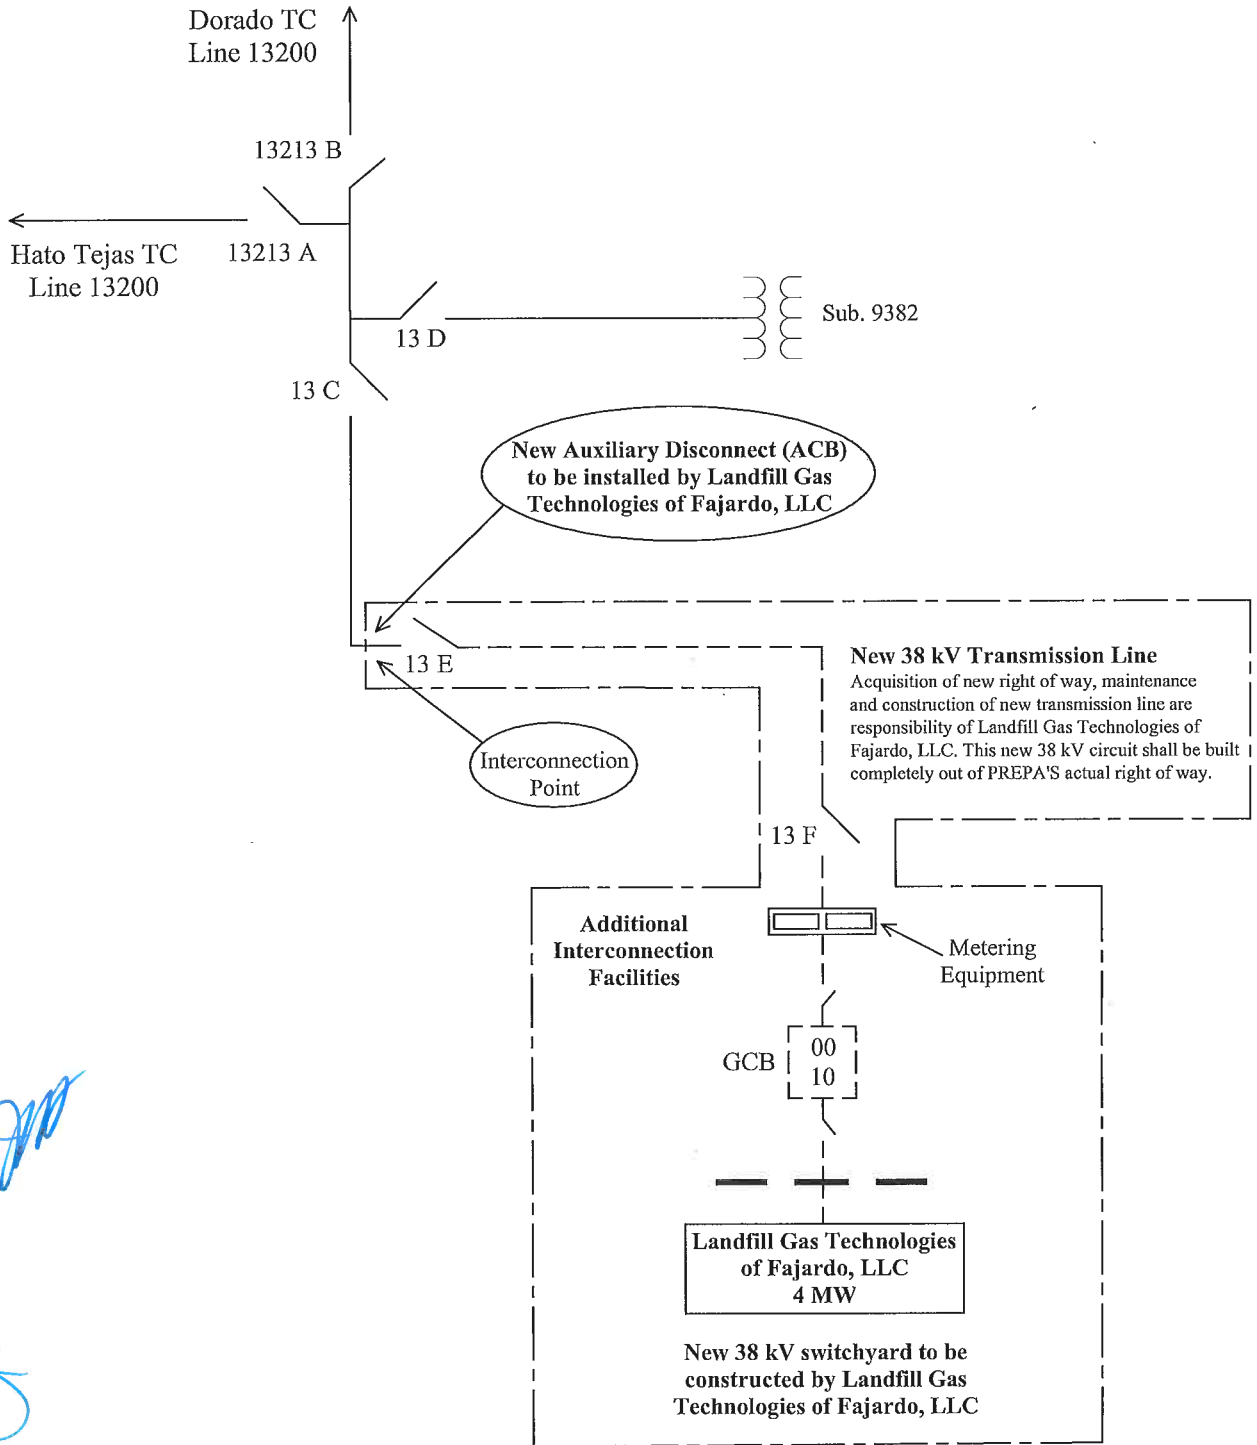 Dorado TC
Line 13200
13213 B
Hato Tejas TC
Line 13200
13213 A
13 D
Sub. 9382
13 C
New Auxiliary Disconnect (ACB)
to be installed by Landfill Gas
Technologies of Fajardo, LLC
13 E
New 38 kV Transmission Line
Acquisition of new right of way, maintenance
and construction of new transmission line are
responsibility of Landfill Gas Technologies of
Fajardo, LLC. This new 38 kV circuit shall be built
completely out of PREPA'S actual right of way.
Interconnection
Point
13 F
Additional
Interconnection
Facilities
Metering
Equipment
GCB
00
10
Landfill Gas Technologies
of Fajardo, LLC
4 MW
New 38 kV switchyard to be
constructed by Landfill Gas
Technologies of Fajardo, LLC